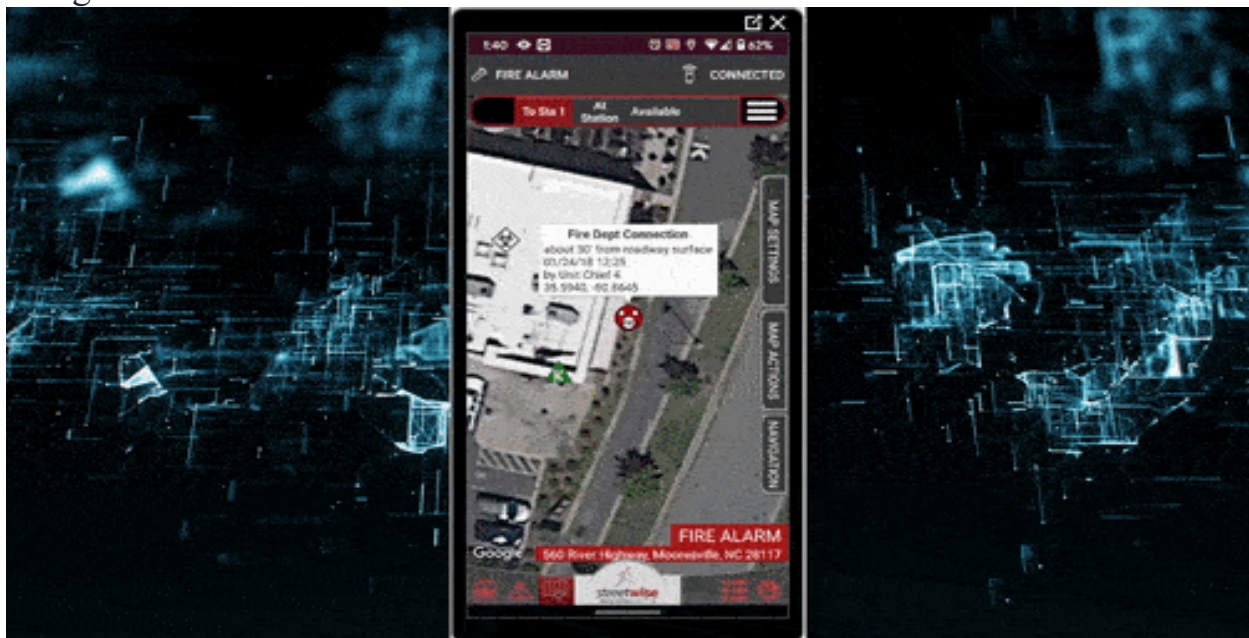 1:40 62%
FIRE ALARM CONNECTED
To Sta 1 At Station Available
MAP SETTINGS
Fire Dept Connection
about 30' from roadway surface
01/24/18 12:25
by Unit Chief 4
35.5940, -80.8645
MAP ACTIONS
NAVIGATION
FIRE ALARM
Google
560 River Highway, Mooresville, NC 28117
streetwise